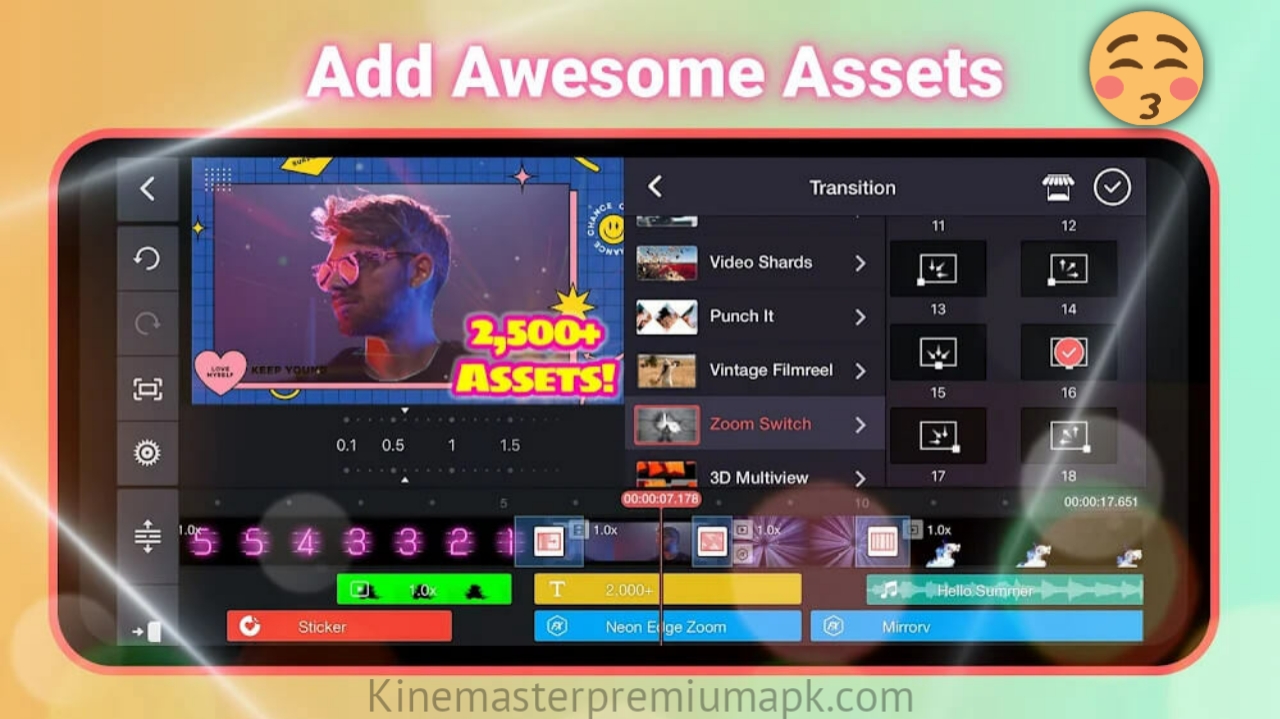 Add Awesome Assets
Transition
11
12
Video Shards
13
14
Punch It
15
16
Vintage Filmreel
Zoom Switch
17
18
3D Multiview
CHANCE
LOVE
MYSELF
KEEP YOUNG
2,500+
ASSETS!
0.1
0.5
1
1.5
5
00:00:07.178
10
00:00:17.651
1.0x
5 5 4 3 3 2 1
1.0x
1.0x
1.0x
1.0x
T
2.000+
Hello Summer
Sticker
FX
Neon Edge Zoom
FX
Mirrory
Kinemasterpremiumapk.com